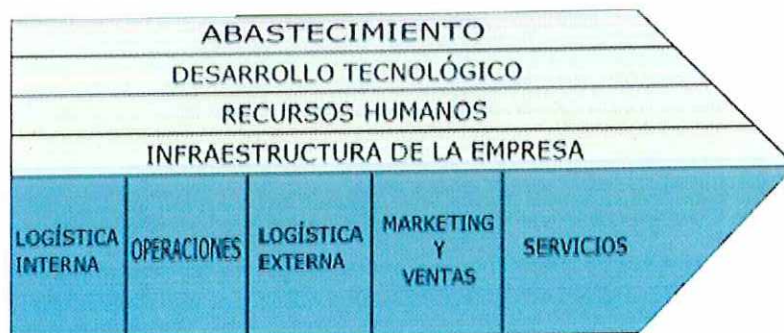 ABASTECIMIENTO
DESARROLLO TECNOLÓGICO
RECURSOS HUMANOS
INFRAESTRUCTURA DE LA EMPRESA
LOGÍSTICA
INTERNA
OPERACIONES
LOGÍSTICA
EXTERNA
MARKETING
Y
VENTAS
SERVICIOS